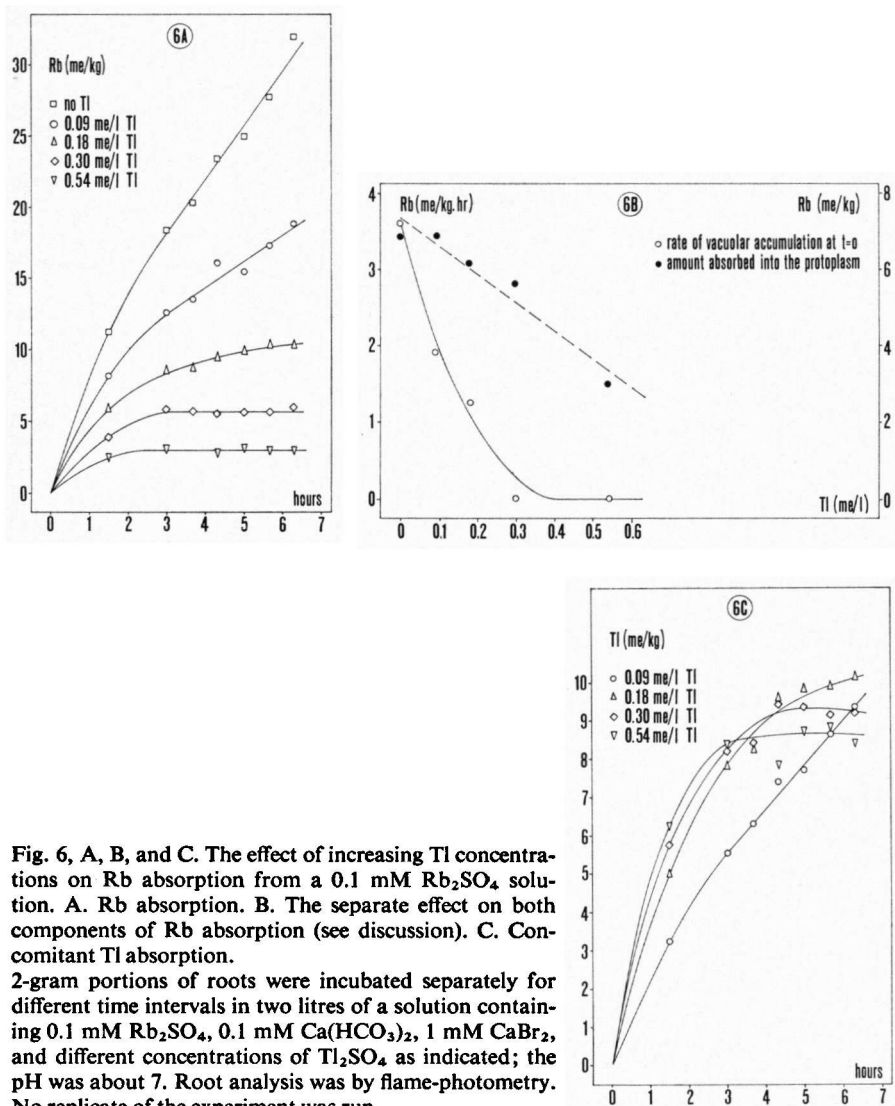 6A
Rb (me/kg)
□ no Tl
○ 0.09 me/l Tl
△ 0.18 me/l Tl
◇ 0.30 me/l Tl
▽ 0.54 me/l Tl
30
25
20
15
10
5
0
hours
0 1 2 3 4 5 6 7
6B
Rb (me/kg.hr)
Rb (me/kg)
○ rate of vacuolar accumulation at t=o
● amount absorbed into the protoplasm
4
3
2
1
0
8
6
4
2
0
Tl (me/l)
0 0.1 0.2 0.3 0.4 0.5 0.6
6C
Tl (me/kg)
○ 0.09 me/l Tl
△ 0.18 me/l Tl
◇ 0.30 me/l Tl
▽ 0.54 me/l Tl
10
9
8
7
6
5
4
3
2
1
0
hours
0 1 2 3 4 5 6 7
Fig. 6, A, B, and C. The effect of increasing Tl concentra-
tions on Rb absorption from a 0.1 mM Rb₂SO₄ solu-
tion. A. Rb absorption. B. The separate effect on both
components of Rb absorption (see discussion). C. Con-
comitant Tl absorption.
2-gram portions of roots were incubated separately for
different time intervals in two litres of a solution contain-
ing 0.1 mM Rb₂SO₄, 0.1 mM Ca(HCO₃)₂, 1 mM CaBr₂,
and different concentrations of Tl₂SO₄ as indicated; the
pH was about 7. Root analysis was by flame-photometry.
No replicate of the experiment was run